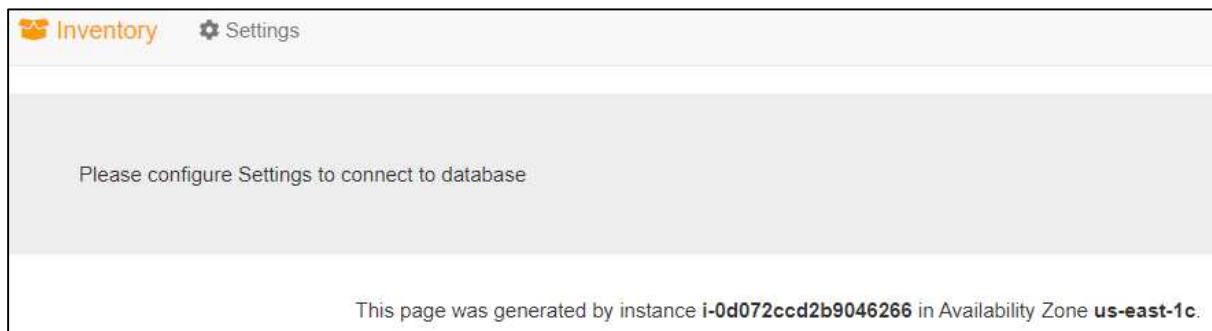 Inventory Settings
Please configure Settings to connect to database
This page was generated by instance i-0d072ccd2b9046266 in Availability Zone us-east-1c.